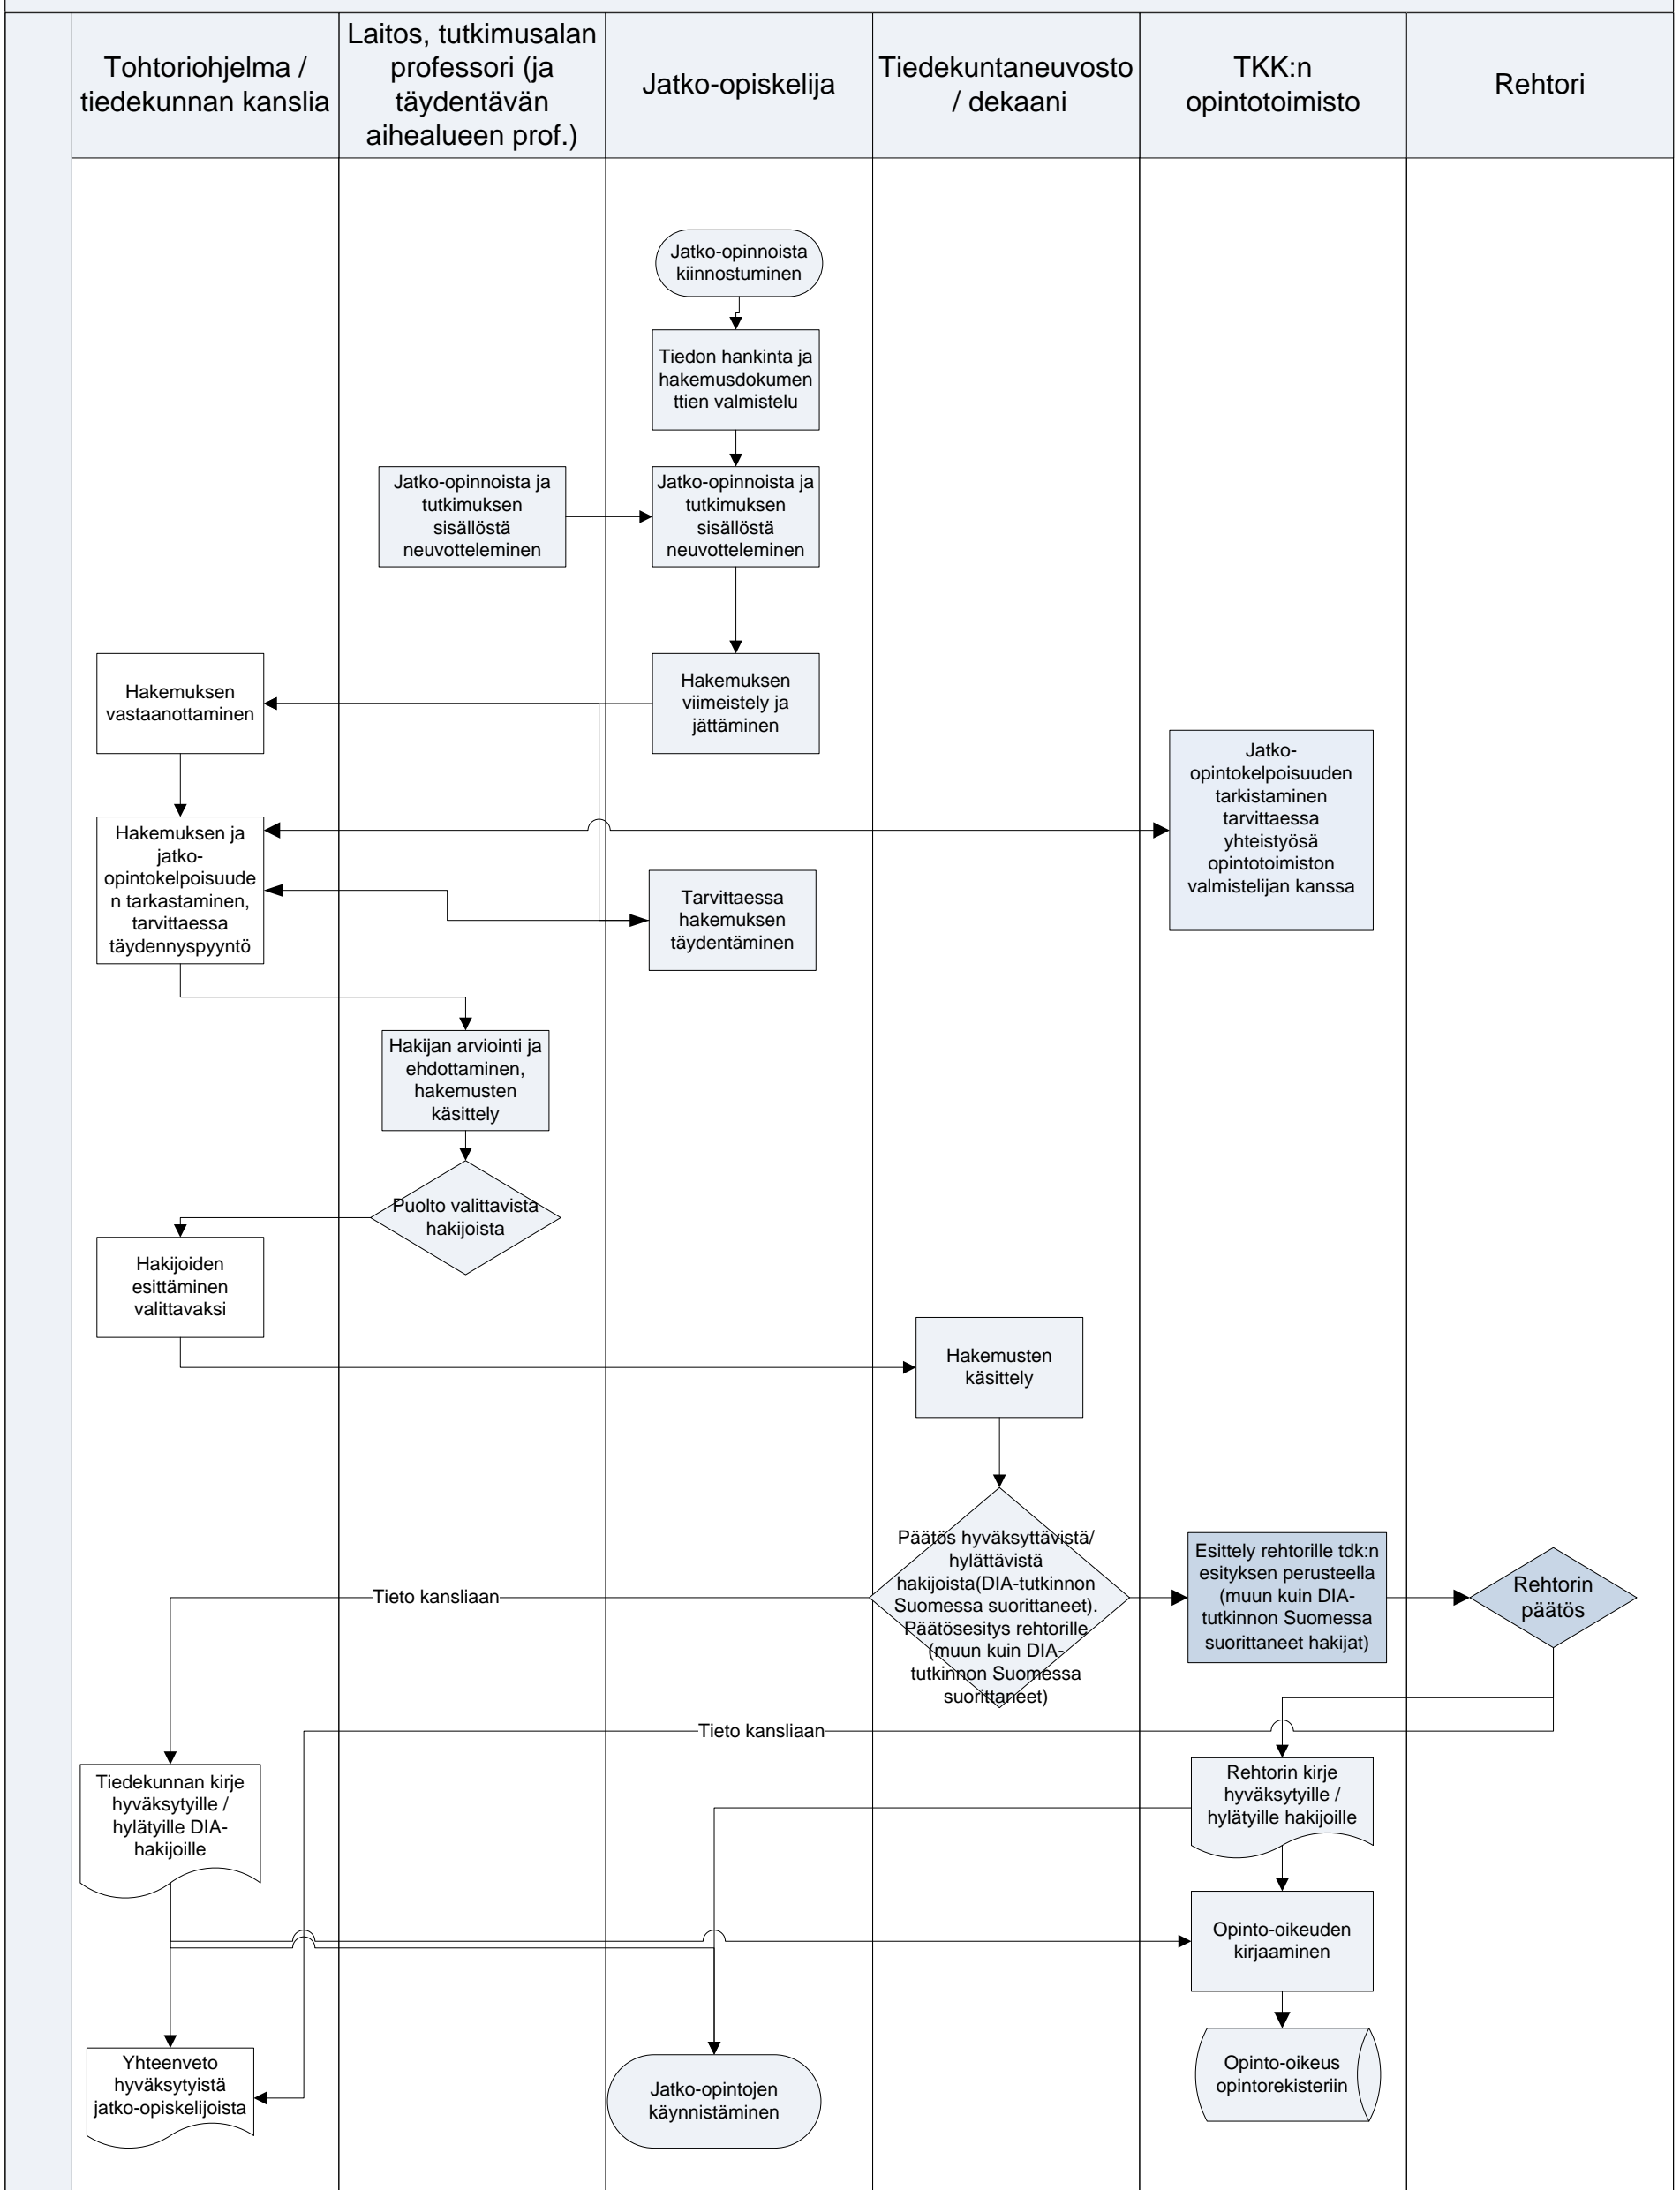 Tohtoriohjelma /
tiedekunnan kanslia
Laitos, tutkimusalan
professori (ja
täydentävän
aihealueen prof.)
Jatko-opiskelija
Tiedekuntaneuvosto
/ dekaani
TKK:n
opintotoimisto
Rehtori
Jatko-opinnoista
kiinnostuminen
Tiedon hankinta ja
hakemusdokumen
ttien valmistelu
Jatko-opinnoista ja
tutkimuksen
sisällöstä
neuvotteleminen
Jatko-opinnoista ja
tutkimuksen
sisällöstä
neuvotteleminen
Hakemuksen
vastaanottaminen
Hakemuksen
viimeistely ja
jättäminen
Jatko-
opintokelpoisuuden
tarkistaminen
tarvittaessa
yhteistyösä
opintotoimiston
valmistelijan kanssa
Hakemuksen ja
jatko-
opintokelpoisuude
n tarkastaminen,
tarvittaessa
täydennyspyyntö
Tarvittaessa
hakemuksen
täydentäminen
Hakijan arviointi ja
ehdottaminen,
hakemusten
käsittely
Puolto valittavista
hakijoista
Hakijoiden
esittäminen
valittavaksi
Hakemusten
käsittely
Päätös hyväksyttävistä/
hylättävistä
hakijoista(DIA-tutkinnon
Suomessa suorittaneet).
Päätösesitys rehtorille
(muun kuin DIA-
tutkinnon Suomessa
suorittaneet)
Esittely rehtorille tdk:n
esityksen perusteella
(muun kuin DIA-
tutkinnon Suomessa
suorittaneet hakijat)
Rehtorin
päätös
Tieto kansliaan
Tieto kansliaan
Tiedekunnan kirje
hyväksytyille /
hylätyille DIA-
hakijoille
Rehtorin kirje
hyväksytyille /
hylätyille hakijoille
Opinto-oikeuden
kirjaaminen
Yhteenveto
hyväksytyistä
jatko-opiskelijoista
Jatko-opintojen
käynnistäminen
Opinto-oikeus
opintorekisteriin